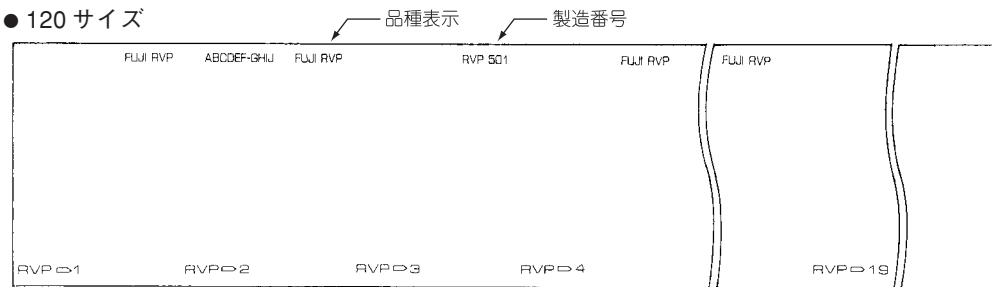 ● 120 サイズ
品種表示 製造番号
FUJI RVP ABCDEF-GHIJ FUJI RVP RVP 501 FUJI RVP FUJI RVP
RVP⇨1 RVP⇨2 RVP⇨3 RVP⇨4 RVP⇨19